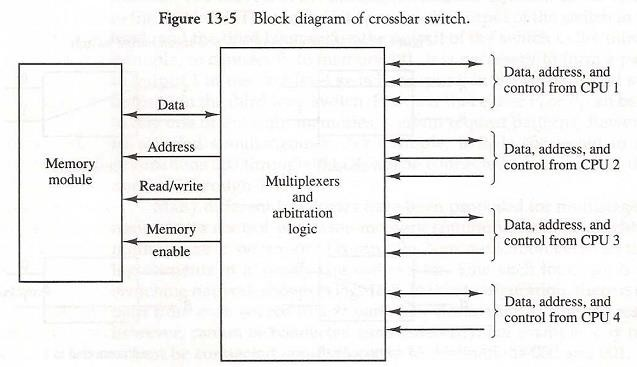 Figure 13-5 Block diagram of crossbar switch.
Memory
module
Data
Address
Read/write
Memory
enable
Multiplexers
and
arbitration
logic
Data, address, and
control from CPU 1
Data, address, and
control from CPU 2
Data, address, and
control from CPU 3
Data, address, and
control from CPU 4